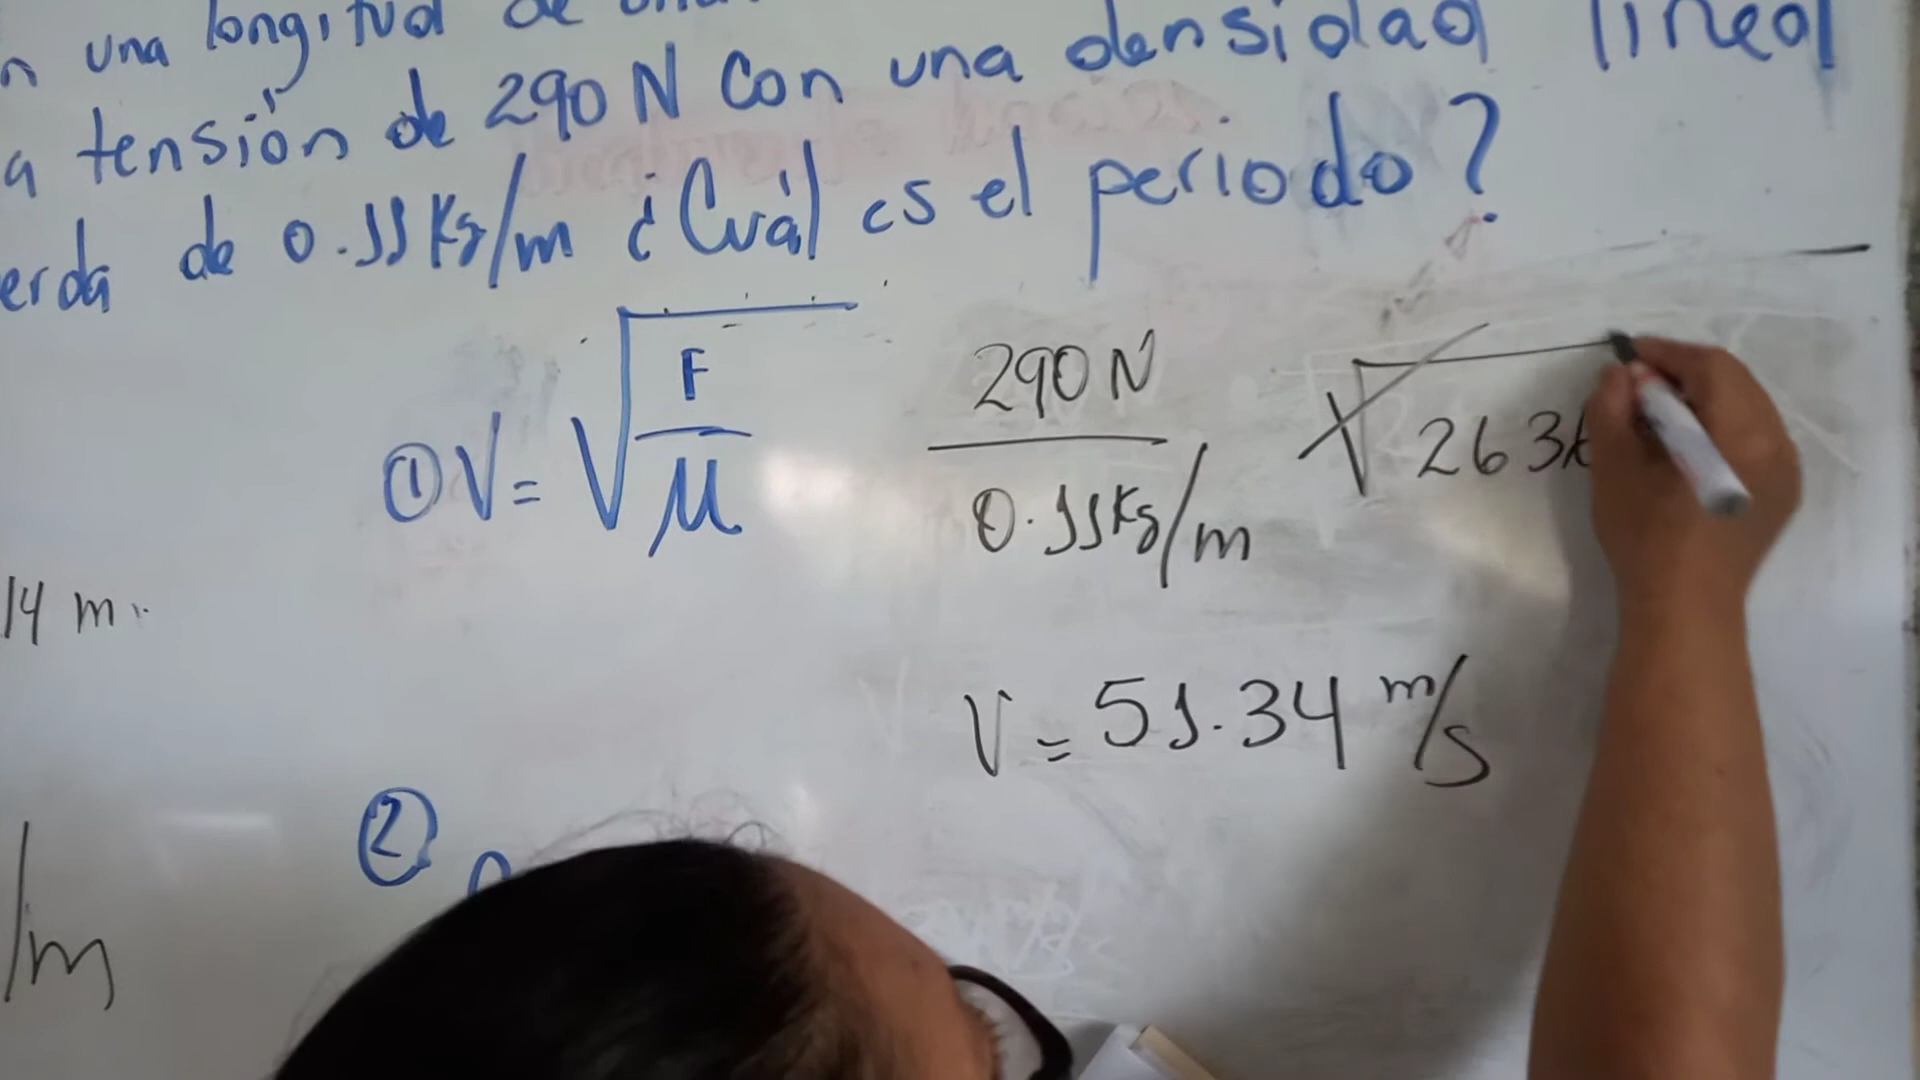 n una longitud de
a tensión de 290 N con una densidad lineal
erda de 0.11 Kg/m ¿Cuál es el periodo?
① V = √ F / μ
290 N / 0.11 Kg/m
√ 263
14 m
V = 51.34 m/s
②
/m